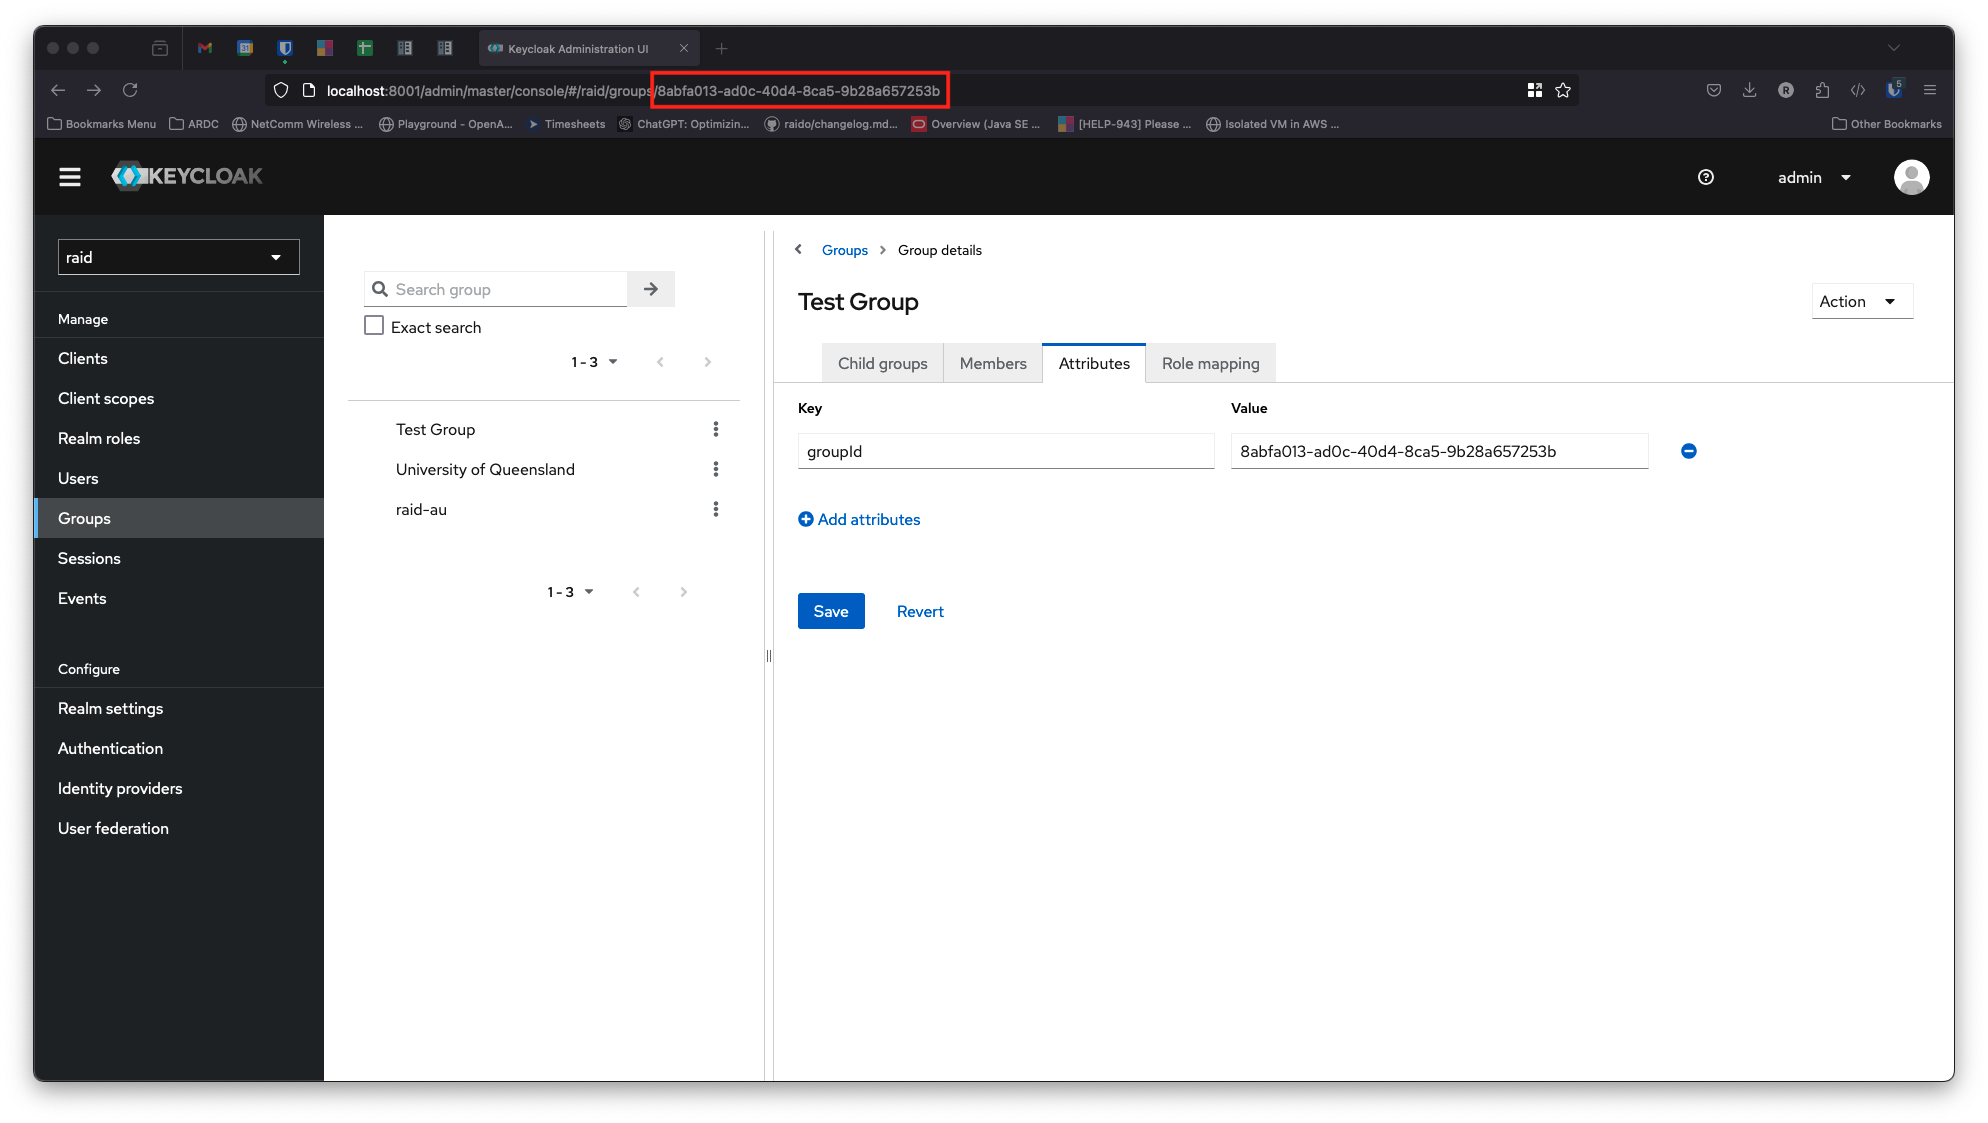 Keycloak Administration UI
localhost:8001/admin/master/console/#/raid/groups/8abfa013-ad0c-40d4-8ca5-9b28a657253b
R
5
Bookmarks Menu
ARDC
NetComm Wireless ...
Playground - OpenA...
Timesheets
ChatGPT: Optimizin...
raido/changelog.md...
Overview (Java SE ...
[HELP-943] Please ...
Isolated VM in AWS ...
Other Bookmarks
KEYCLOAK
admin
raid
Manage
Clients
Client scopes
Realm roles
Users
Groups
Sessions
Events
Configure
Realm settings
Authentication
Identity providers
User federation
Search group
Exact search
1 - 3
Test Group
University of Queensland
raid-au
1 - 3
Groups
Group details
Test Group
Action
Child groups
Members
Attributes
Role mapping
Key
Value
groupId
8abfa013-ad0c-40d4-8ca5-9b28a657253b
Add attributes
Save
Revert